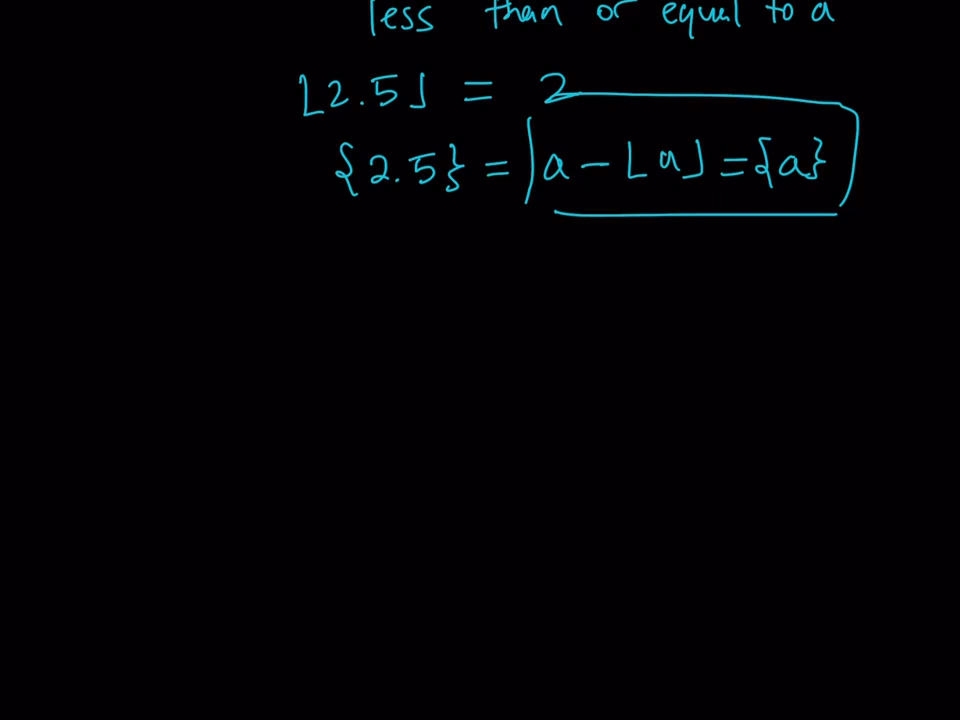 less than or equal to a
⌊2.5⌋ = 2
{2.5} = a − ⌊a⌋ = {a}